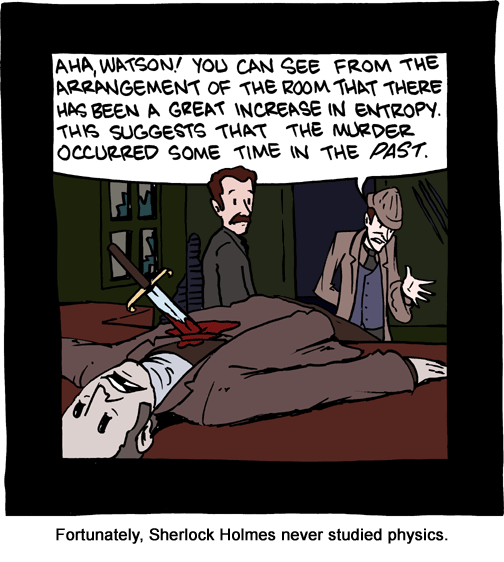 AHA, WATSON! YOU CAN SEE FROM THE
ARRANGEMENT OF THE ROOM THAT THERE
HAS BEEN A GREAT INCREASE IN ENTROPY.
THIS SUGGESTS THAT THE MURDER
OCCURRED SOME TIME IN THE PAST.
Fortunately, Sherlock Holmes never studied physics.